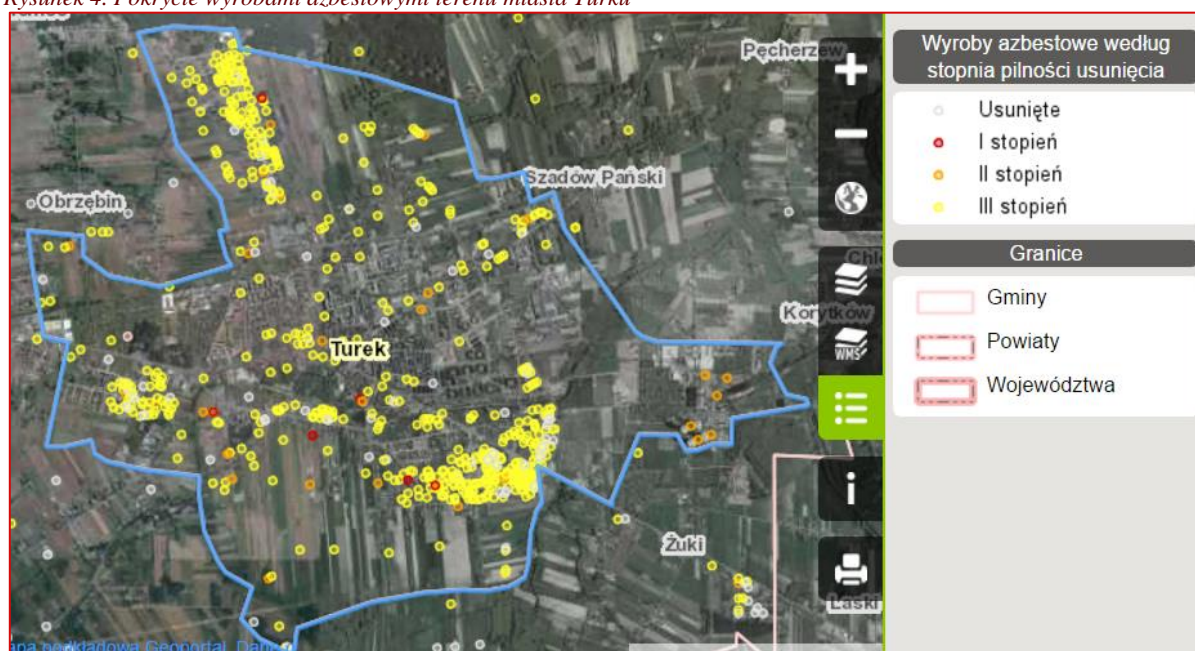 Rysunek 4. Pokrycie wyrobami azbestowymi terenu miasta Turku
Pęcherzew
Szadów Pański
Obrzębin
Korytków
Turek
Żuki
Łaski
WMS
Wyroby azbestowe według
stopnia pilności usunięcia
Usunięte
I stopień
II stopień
III stopień
Granice
Gminy
Powiaty
Województwa